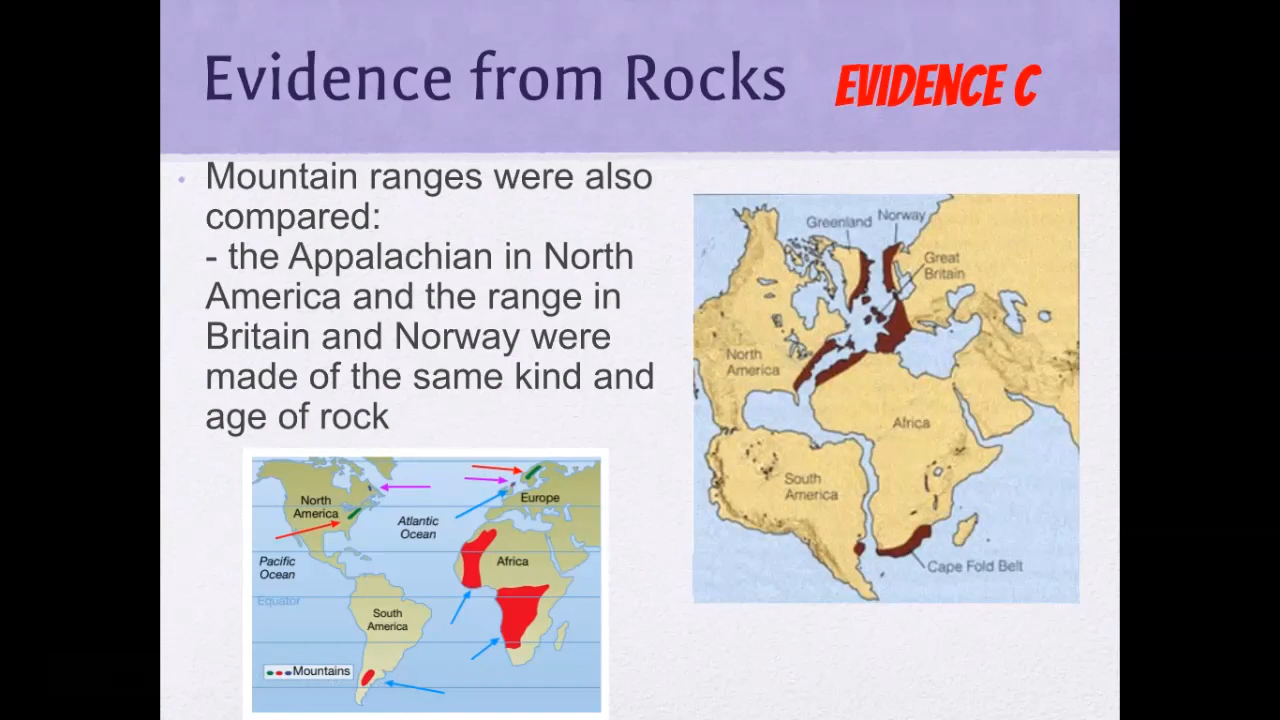 Evidence from Rocks
EVIDENCE C
• Mountain ranges were also
compared:
- the Appalachian in North
America and the range in
Britain and Norway were
made of the same kind and
age of rock
Greenland
Norway
Great
Britain
North
America
Africa
South
America
Cape Fold Belt
North
America
Europe
Atlantic
Ocean
Pacific
Ocean
Africa
Equator
South
America
Mountains